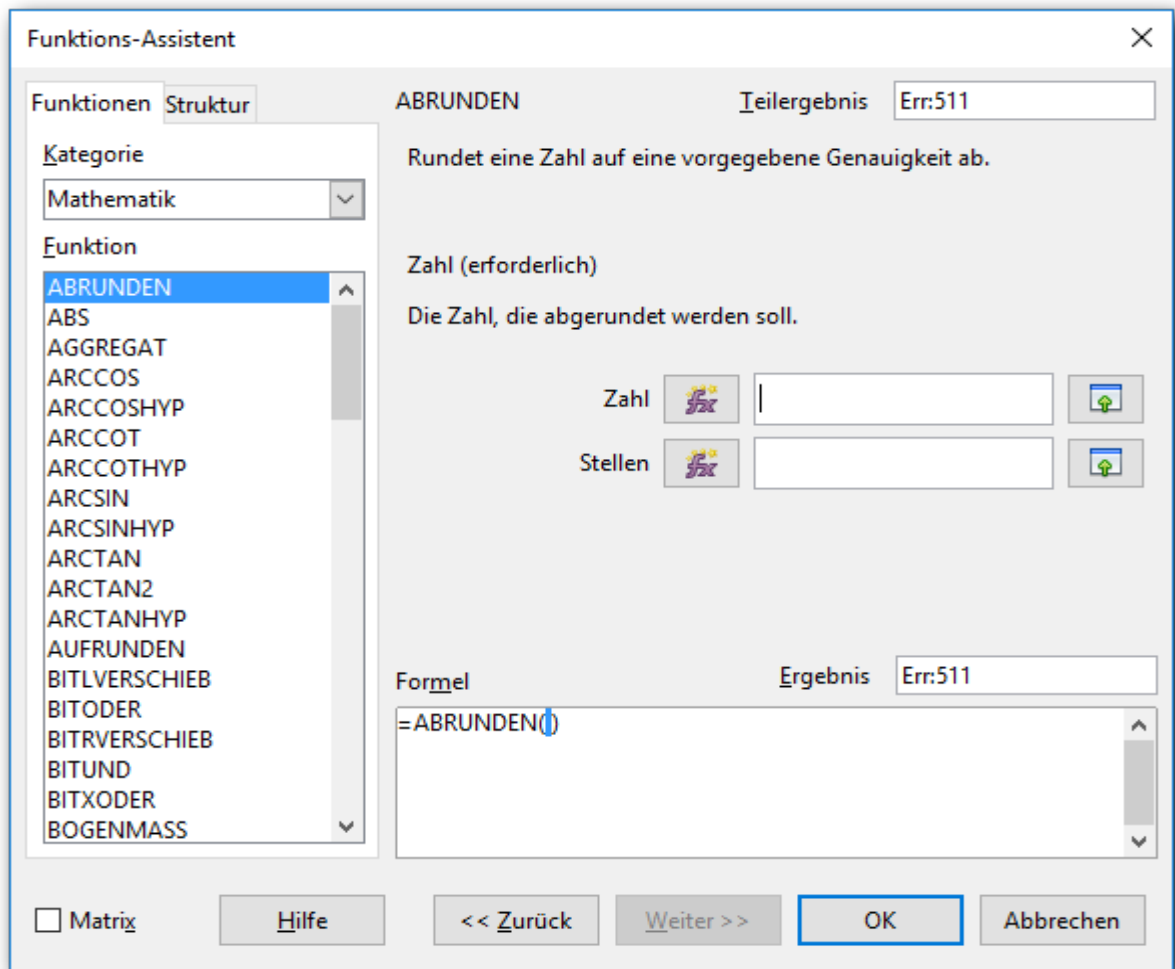 Funktions-Assistent
Funktionen Struktur
Kategorie
Mathematik
Funktion
ABRUNDEN
ABS
AGGREGAT
ARCCOS
ARCCOSHYP
ARCCOT
ARCCOTHYP
ARCSIN
ARCSINHYP
ARCTAN
ARCTAN2
ARCTANHYP
AUFRUNDEN
BITLVERSCHIEB
BITODER
BITRVERSCHIEB
BITUND
BITXODER
BOGENMASS
ABRUNDEN Teilergebnis Err:511
Rundet eine Zahl auf eine vorgegebene Genauigkeit ab.
Zahl (erforderlich)
Die Zahl, die abgerundet werden soll.
Zahl fx
Stellen fx
Formel Ergebnis Err:511
=ABRUNDEN()
Matrix Hilfe << Zurück Weiter >> OK Abbrechen